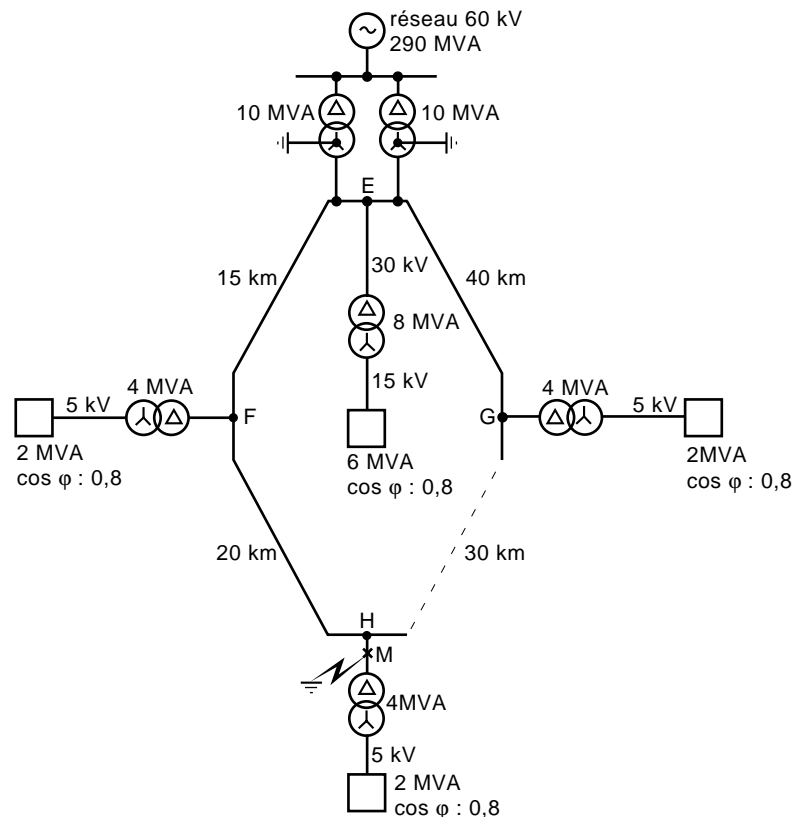 réseau 60 kV
290 MVA
10 MVA
10 MVA
E
30 kV
15 km
40 km
8 MVA
15 kV
4 MVA
4 MVA
5 kV
5 kV
F
G
2 MVA
cos φ : 0,8
6 MVA
cos φ : 0,8
2MVA
cos φ : 0,8
20 km
30 km
H
M
4MVA
5 kV
2 MVA
cos φ : 0,8